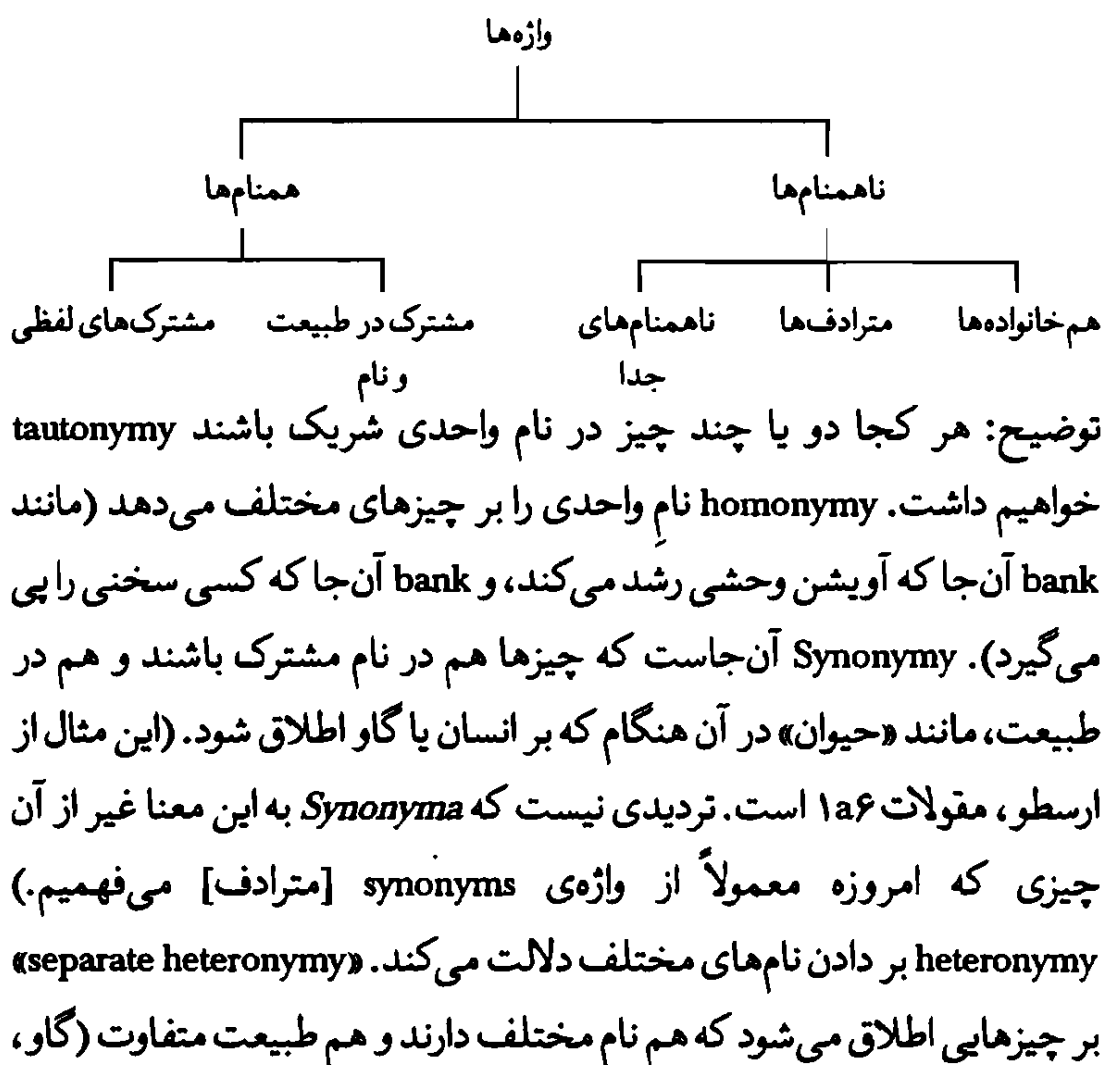 واژه‌ها
ناهمنام‌ها همنام‌ها
هم‌خانواده‌ها مترادف‌ها ناهمنام‌های مشترک در طبیعت مشترک‌های لفظی
جدا و نام
توضیح: هر کجا دو یا چند چیز در نام واحدی شریک باشند tautonymy
خواهیم داشت. homonymy نامِ واحدی را بر چیزهای مختلف می‌دهد (مانند
bank آن‌جا که آویشن وحشی رشد می‌کند، و bank آن‌جا که کسی سخنی را پی
می‌گیرد). Synonymy آن‌جاست که چیزها هم در نام مشترک باشند و هم در
طبیعت، مانند «حیوان» در آن هنگام که بر انسان یا گاو اطلاق شود. (این مثال از
ارسطو، مقولات ۱a۶ است. تردیدی نیست که Synonyma به این معنا غیر از آن
چیزی که امروزه معمولاً از واژه‌ی synonyms [مترادف] می‌فهمیم.)
heteronymy بر دادن نام‌های مختلف دلالت می‌کند. «separate heteronymy»
بر چیزهایی اطلاق می‌شود که هم نام مختلف دارند و هم طبیعت متفاوت (گاو،